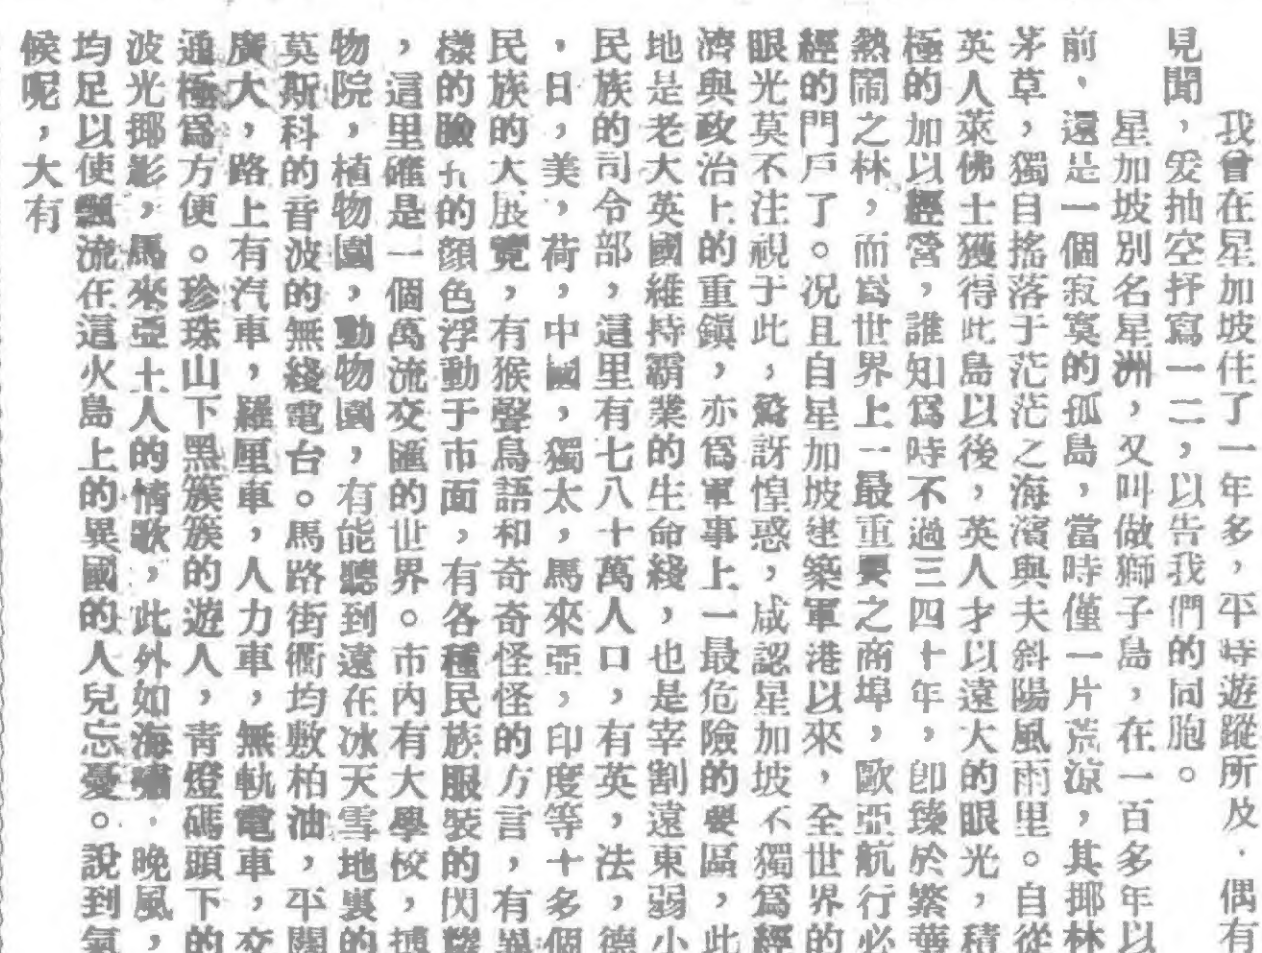 我曾在星加坡住了一年多，平時遊蹤所及，偶有
見聞，爰抽空抒寫一二，以告我們的同胞。
星加坡別名星洲，又叫做獅子島，在一百多年以
前，還是一個寂寞的孤島，當時僅一片荒涼，其挪林
茅草，獨自搖落于茫茫之海濱與夫斜陽風雨里。自從
英人萊佛士獲得此島以後，英人才以遠大的眼光，積
極的加以經營，誰知爲時不過三四十年，卽臻於繁華
熱鬧之林，而爲世界上一最重要之商埠，歐亞航行必
經的門戶了。况且自星加坡建築軍港以來，全世界的
眼光莫不注視于此，驚訝惶惑，咸認星加坡不獨爲經
濟與政治上的重鎭，亦爲軍事上一最危險的要區，此
地是老大英國維持霸業的生命綫，也是宰割遠東弱小
民族的司令部，這里有七八十萬人口，有英，法，德
，日，美，荷，中國，獨太，馬來亞，印度等十多個
民族的大展覽，有猴聲鳥語和奇奇怪怪的方言，有異
樣的臉孔的顔色浮動于市面，有各種民族服裝的閃耀
，這里確是一個萬流交匯的世界。市內有大學校，博
物院，植物園，動物園，有能聽到遠在冰天雪地裏的
莫斯科的音波的無綫電台。馬路街衢均敷柏油，平闊
廣大，路上有汽車，羅厘車，人力車，無軌電車，交
通極爲方便。珍珠山下黑簇簇的遊人，青燈碼頭下的
波光挪影，馬來亞土人的情歌，此外如海，晚風，
均足以使飄流在這火島上的異國的人兒忘憂。說到氣
候呢，大有